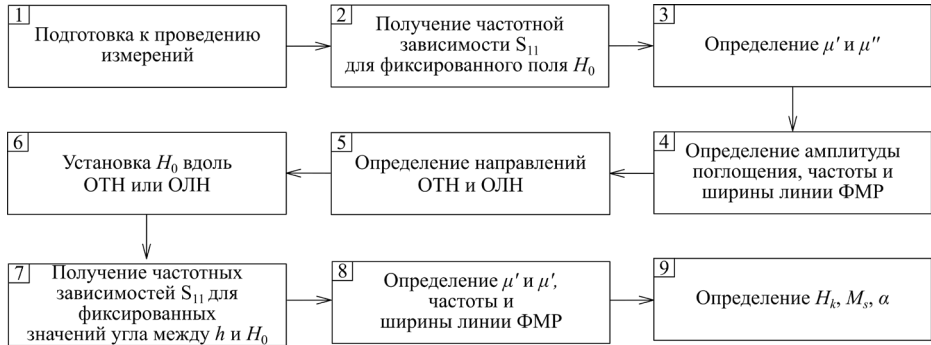 1
Подготовка к проведению
измерений
2
Получение частотной
зависимости S₁₁
для фиксированного поля H₀
3
Определение μ′ и μ″
4
Определение амплитуды
поглощения, частоты и
ширины линии ФМР
5
Определение направлений
ОТН и ОЛН
6
Установка H₀ вдоль
ОТН или ОЛН
7
Получение частотных
зависимостей S₁₁ для
фиксированных
значений угла между h и H₀
8
Определение μ′ и μ′,
частоты и
ширины линии ФМР
9
Определение Hₖ, Mₛ, α